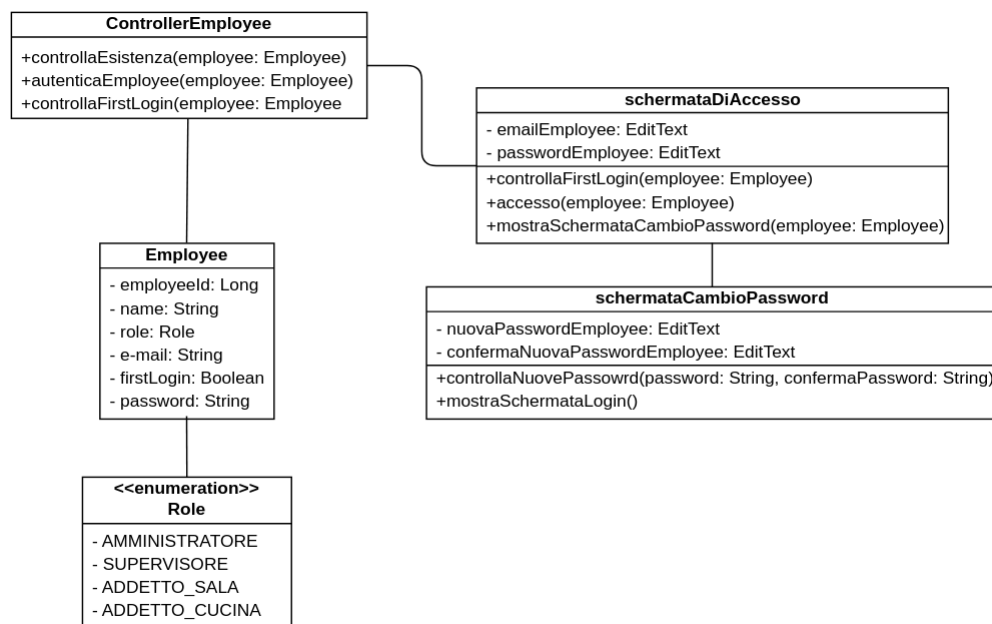 ControllerEmployee
+controllaEsistenza(employee: Employee)
+autenticaEmployee(employee: Employee)
+controllaFirstLogin(employee: Employee
schermataDiAccesso
- emailEmployee: EditText
- passwordEmployee: EditText
+controllaFirstLogin(employee: Employee)
+accesso(employee: Employee)
+mostraSchermataCambioPassword(employee: Employee)
Employee
- employeeId: Long
- name: String
- role: Role
- e-mail: String
- firstLogin: Boolean
- password: String
schermataCambioPassword
- nuovaPasswordEmployee: EditText
- confermaNuovaPasswordEmployee: EditText
+controllaNuovePassowrd(password: String, confermaPassword: String)
+mostraSchermataLogin()
<<enumeration>>
Role
- AMMINISTRATORE
- SUPERVISORE
- ADDETTO_SALA
- ADDETTO_CUCINA